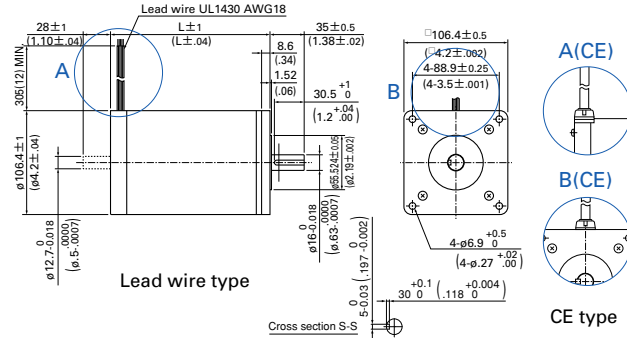 Lead wire UL1430 AWG18
28±1
(1.10±.04)
L±1
(L±.04)
35±0.5
(1.38±.02)
8.6
(.34)
1.52
(.06)
30.5 +1 0
(1.2 +.04 .00)
A
305(12) MIN.
ø106.4±1
(ø4.2±.04)
ø12.7 0 -0.018
(ø.5 .0000 -.0007)
ø16 0 -0.018
(ø.63 .0000 -.0007)
ø55.524±0.05
(ø2.19±.002)
Lead wire type
□106.4±0.5
(□4.2±.002)
4-88.9±0.25
(4-3.5±.001)
B
4-ø6.9 +0.5 0
(4-ø.27 +.02 .00)
5 0 -0.03 (.197 0 -0.002)
30 +0.1 0 (.118 +0.004 0)
Cross section S-S
A(CE)
B(CE)
CE type